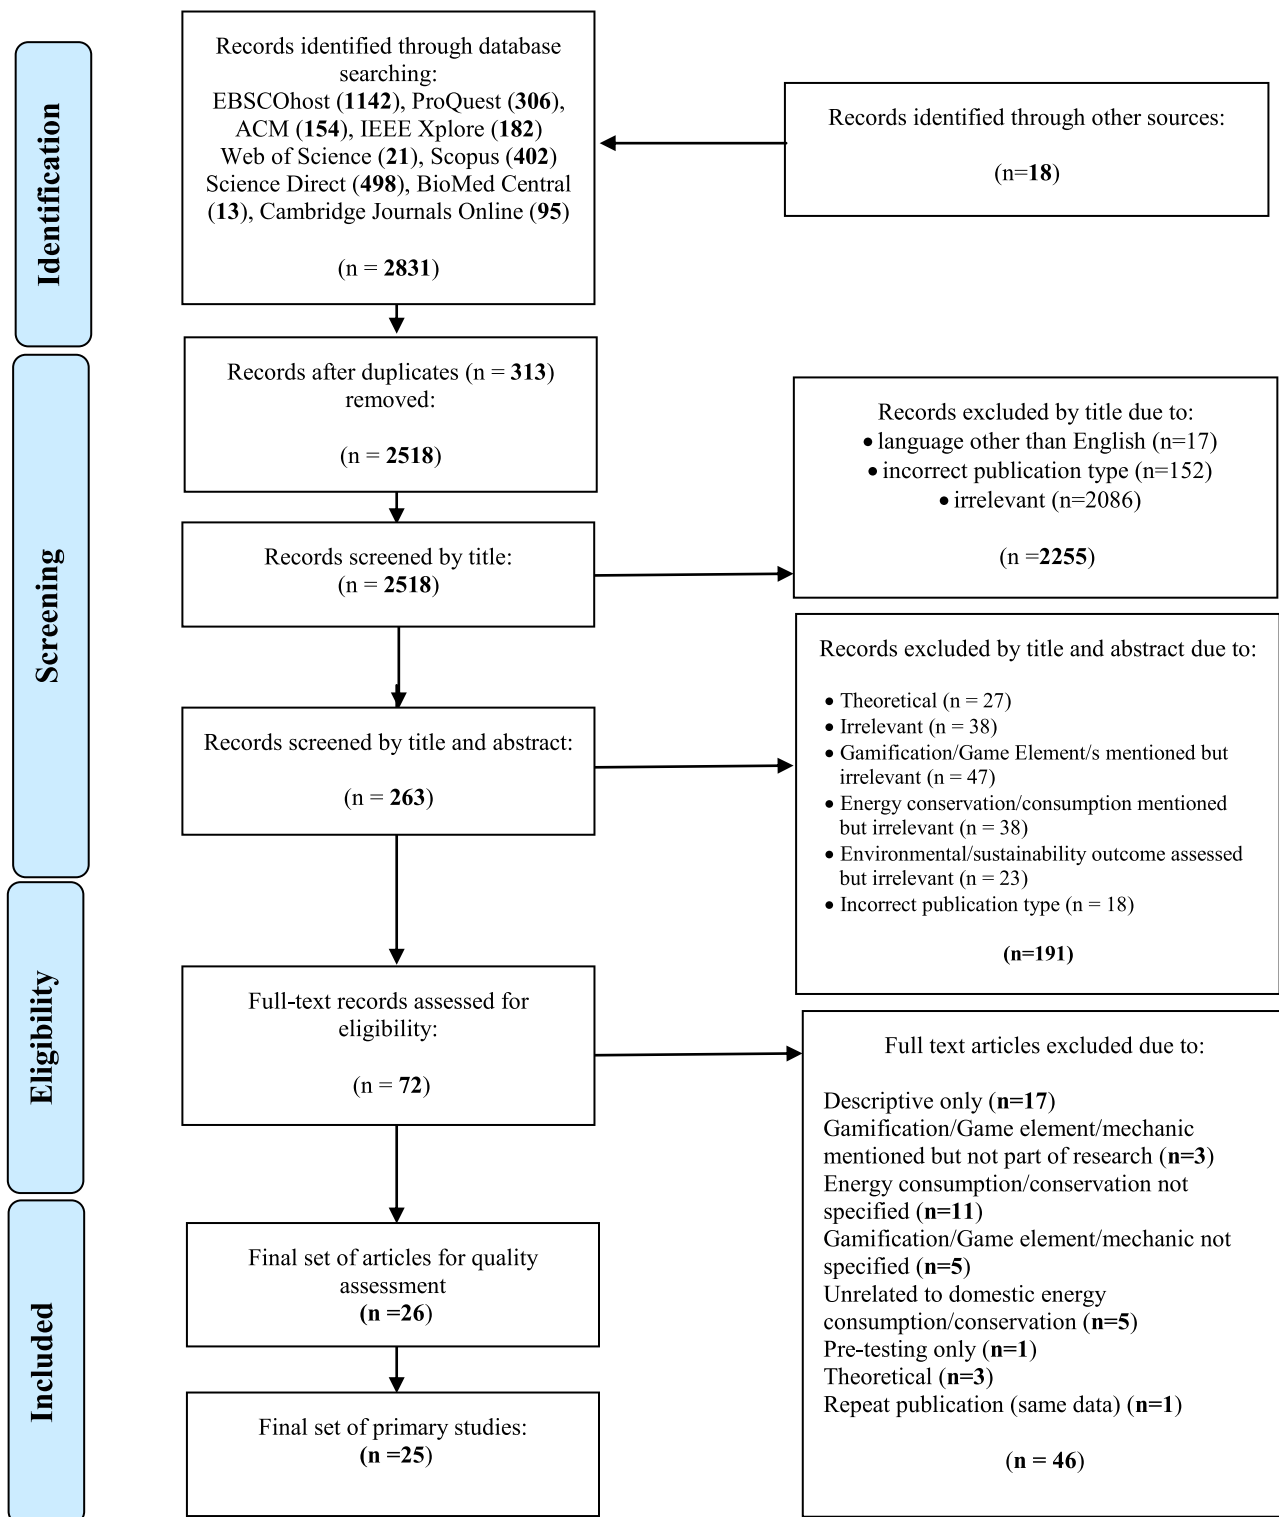 Identification
Records identified through database
searching:
EBSCOhost (1142), ProQuest (306),
ACM (154), IEEE Xplore (182)
Web of Science (21), Scopus (402)
Science Direct (498), BioMed Central
(13), Cambridge Journals Online (95)
(n = 2831)
Records identified through other sources:
(n=18)
Screening
Records after duplicates (n = 313)
removed:
(n = 2518)
Records screened by title:
(n = 2518)
Records excluded by title due to:
• language other than English (n=17)
• incorrect publication type (n=152)
• irrelevant (n=2086)
(n =2255)
Records screened by title and abstract:
(n = 263)
Records excluded by title and abstract due to:
• Theoretical (n = 27)
• Irrelevant (n = 38)
• Gamification/Game Element/s mentioned but
irrelevant (n = 47)
• Energy conservation/consumption mentioned
but irrelevant (n = 38)
• Environmental/sustainability outcome assessed
but irrelevant (n = 23)
• Incorrect publication type (n = 18)
(n=191)
Eligibility
Full-text records assessed for
eligibility:
(n = 72)
Full text articles excluded due to:
Descriptive only (n=17)
Gamification/Game element/mechanic
mentioned but not part of research (n=3)
Energy consumption/conservation not
specified (n=11)
Gamification/Game element/mechanic not
specified (n=5)
Unrelated to domestic energy
consumption/conservation (n=5)
Pre-testing only (n=1)
Theoretical (n=3)
Repeat publication (same data) (n=1)
(n = 46)
Included
Final set of articles for quality
assessment
(n =26)
Final set of primary studies:
(n =25)